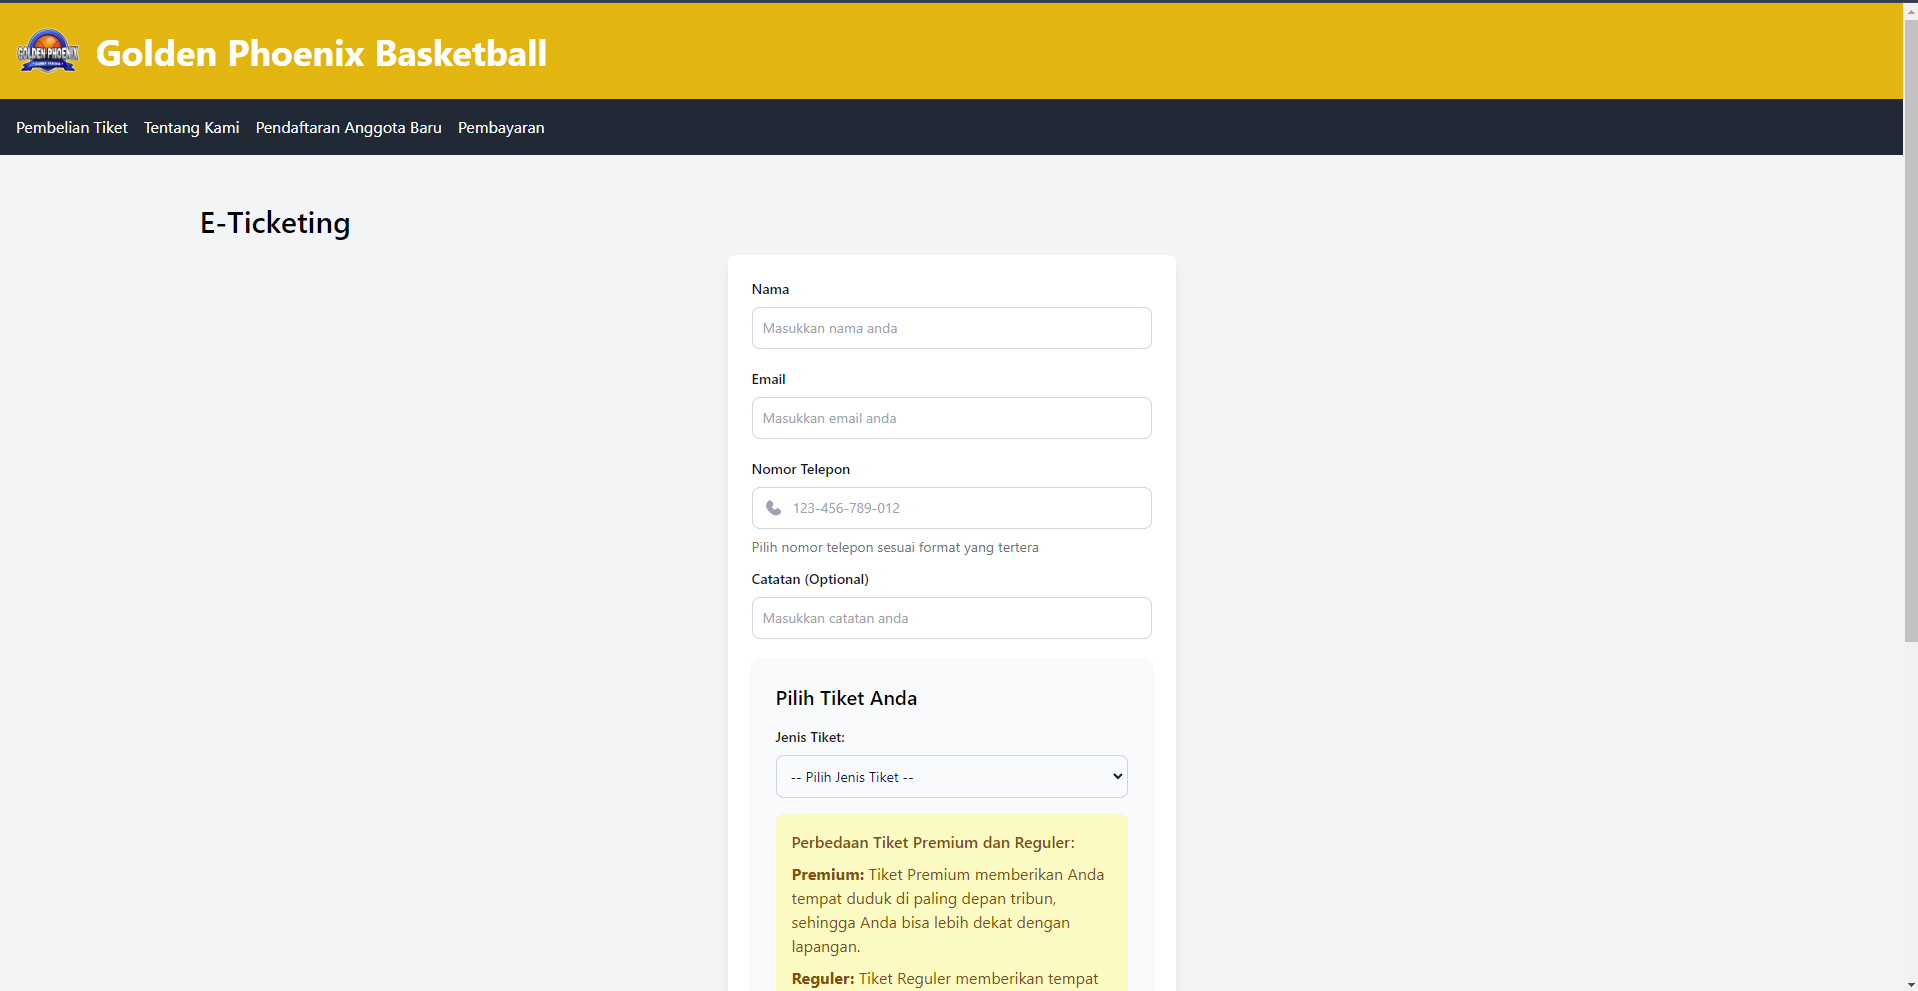 GOLDEN PHOENIX
Golden Phoenix Basketball
Pembelian Tiket Tentang Kami Pendaftaran Anggota Baru Pembayaran
E-Ticketing
Nama
Masukkan nama anda
Email
Masukkan email anda
Nomor Telepon
123-456-789-012
Pilih nomor telepon sesuai format yang tertera
Catatan (Optional)
Masukkan catatan anda
Pilih Tiket Anda
Jenis Tiket:
-- Pilih Jenis Tiket --
Perbedaan Tiket Premium dan Reguler:
Premium: Tiket Premium memberikan Anda
tempat duduk di paling depan tribun,
sehingga Anda bisa lebih dekat dengan
lapangan.
Reguler: Tiket Reguler memberikan tempat